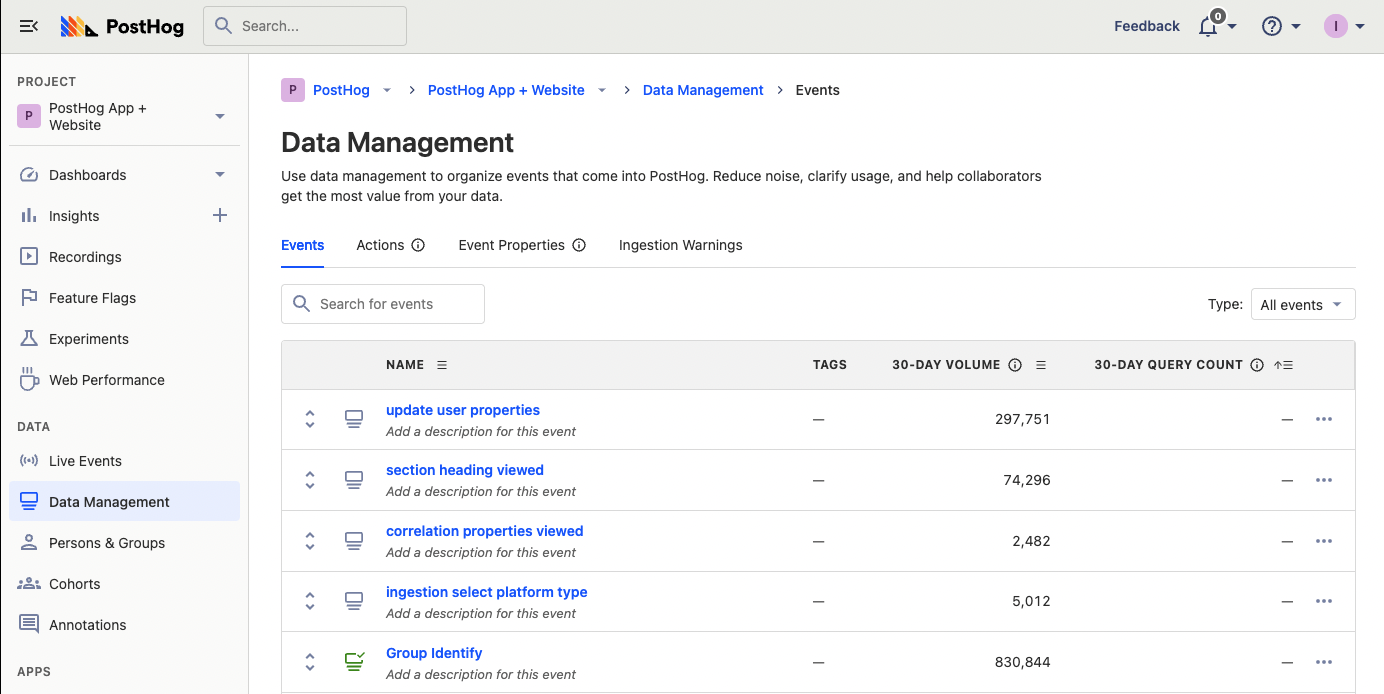 PostHog
Search...
Feedback
0
I
PROJECT
P
PostHog App +
Website
Dashboards
Insights
Recordings
Feature Flags
Experiments
Web Performance
DATA
Live Events
Data Management
Persons & Groups
Cohorts
Annotations
APPS
P PostHog PostHog App + Website Data Management Events
Data Management
Use data management to organize events that come into PostHog. Reduce noise, clarify usage, and help collaborators
get the most value from your data.
Events Actions Event Properties Ingestion Warnings
Search for events
Type: All events
NAME TAGS 30-DAY VOLUME 30-DAY QUERY COUNT
update user properties
Add a description for this event
— 297,751 —
section heading viewed
Add a description for this event
— 74,296 —
correlation properties viewed
Add a description for this event
— 2,482 —
ingestion select platform type
Add a description for this event
— 5,012 —
Group Identify
Add a description for this event
— 830,844 —